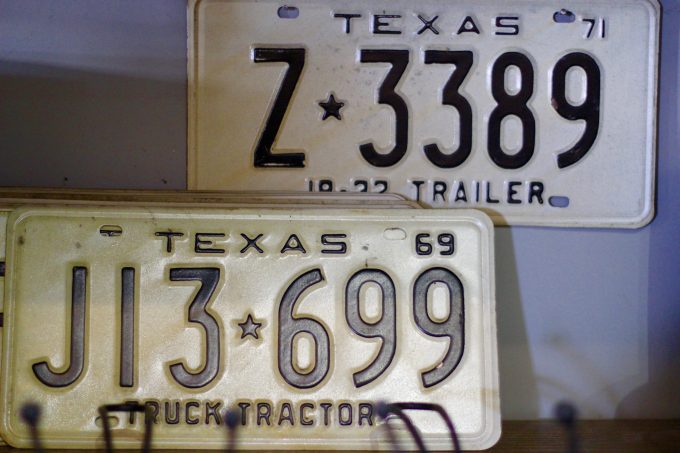 TEXAS 71
Z★3389
TRAILER
TEXAS 69
J13★699
TRUCK TRACTOR